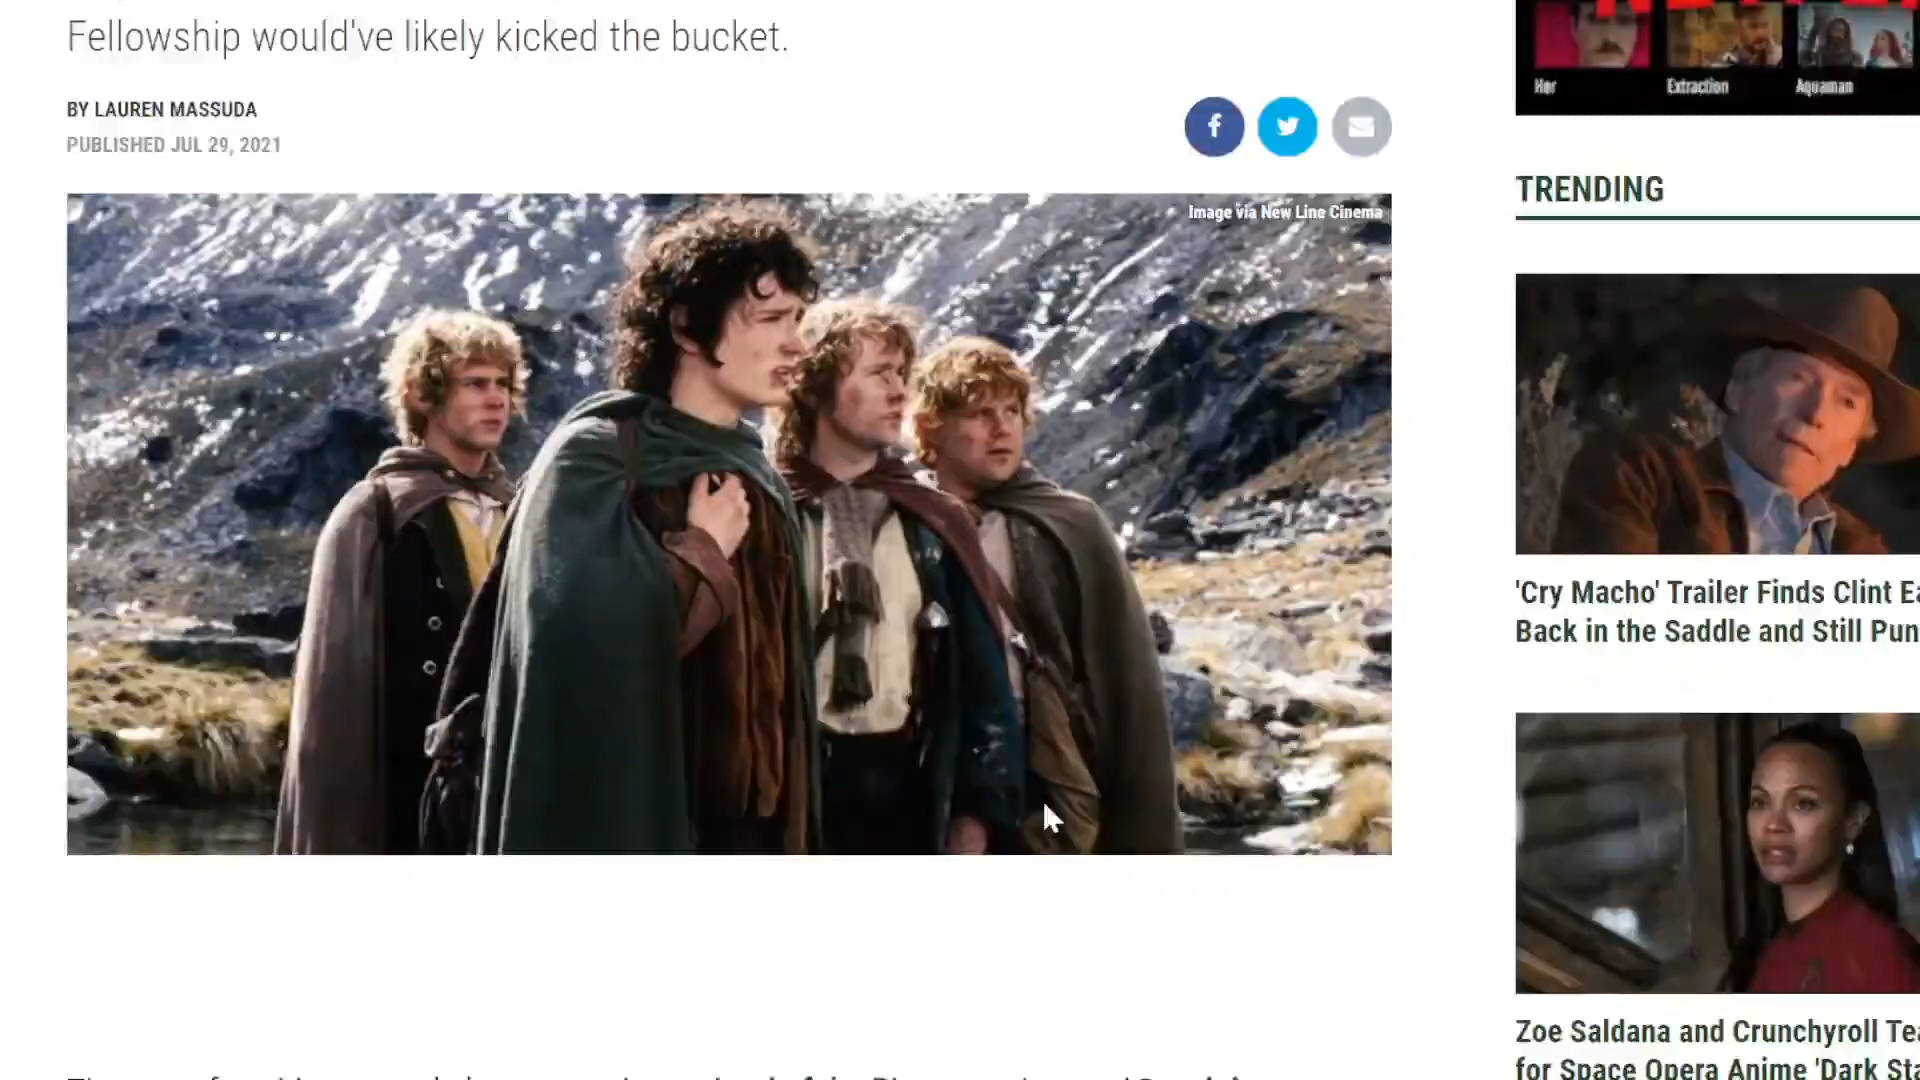 Fellowship would've likely kicked the bucket.
BY LAUREN MASSUDA
PUBLISHED JUL 29, 2021
Image via New Line Cinema
Her
Extraction
Aquaman
TRENDING
'Cry Macho' Trailer Finds Clint Ea
Back in the Saddle and Still Pun
Zoe Saldana and Crunchyroll Te
for Space Opera Anime 'Dark Sta